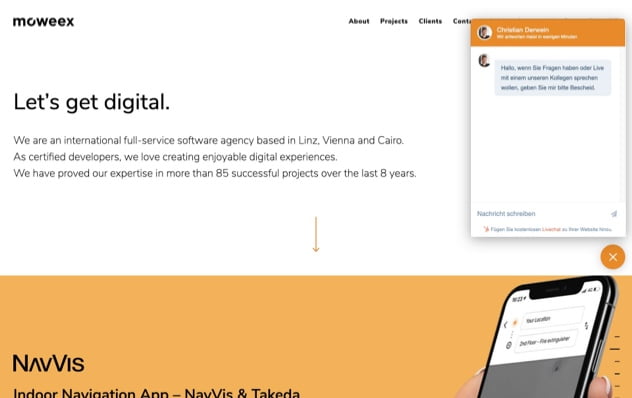 moweex
About Projects Clients
Let's get digital.
We are an international full-service software agency based in Linz, Vienna and Cairo.
As certified developers, we love creating enjoyable digital experiences.
We have proved our expertise in more than 85 successful projects over the last 8 years.
Christian Derwein
Wir antworten meist in wenigen Minuten
Hallo, wenn Sie Fragen haben oder Live
mit einem unseren Kollegen sprechen
wollen, geben Sie mir bitte Bescheid.
Nachricht schreiben
Fügen Sie kostenlosen Livechat zu Ihrer Website hinzu.
NAVVIS
Indoor Navigation App – NavVis & Takeda
Your Location
2nd Floor - Fire extinguisher